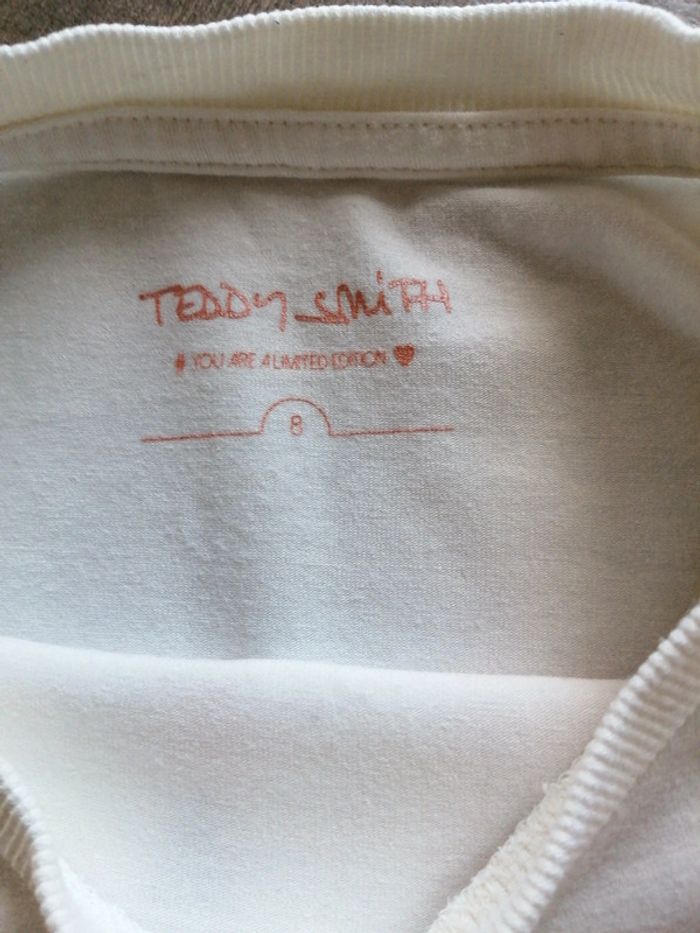 TEDDY SMITH
# YOU ARE A LIMITED EDITION ♥
8